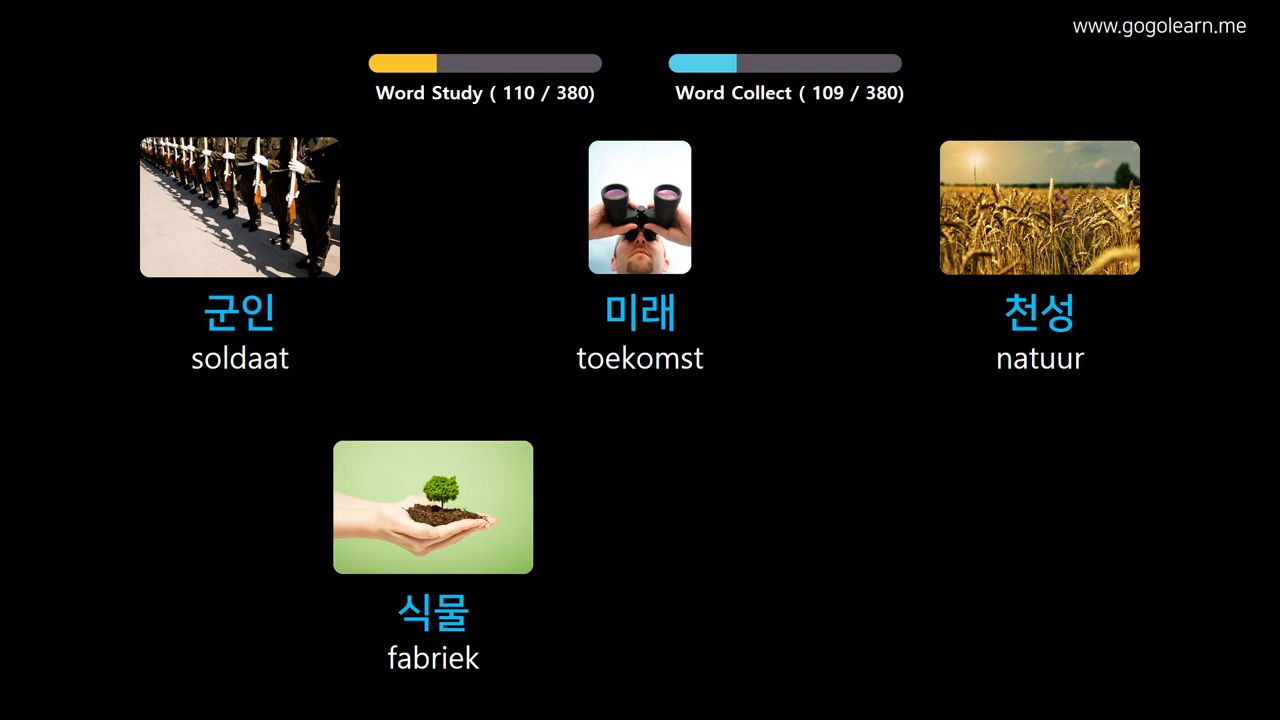 www.gogolearn.me
Word Study ( 110 / 380)
Word Collect ( 109 / 380)
군인
soldaat
미래
toekomst
천성
natuur
식물
fabriek